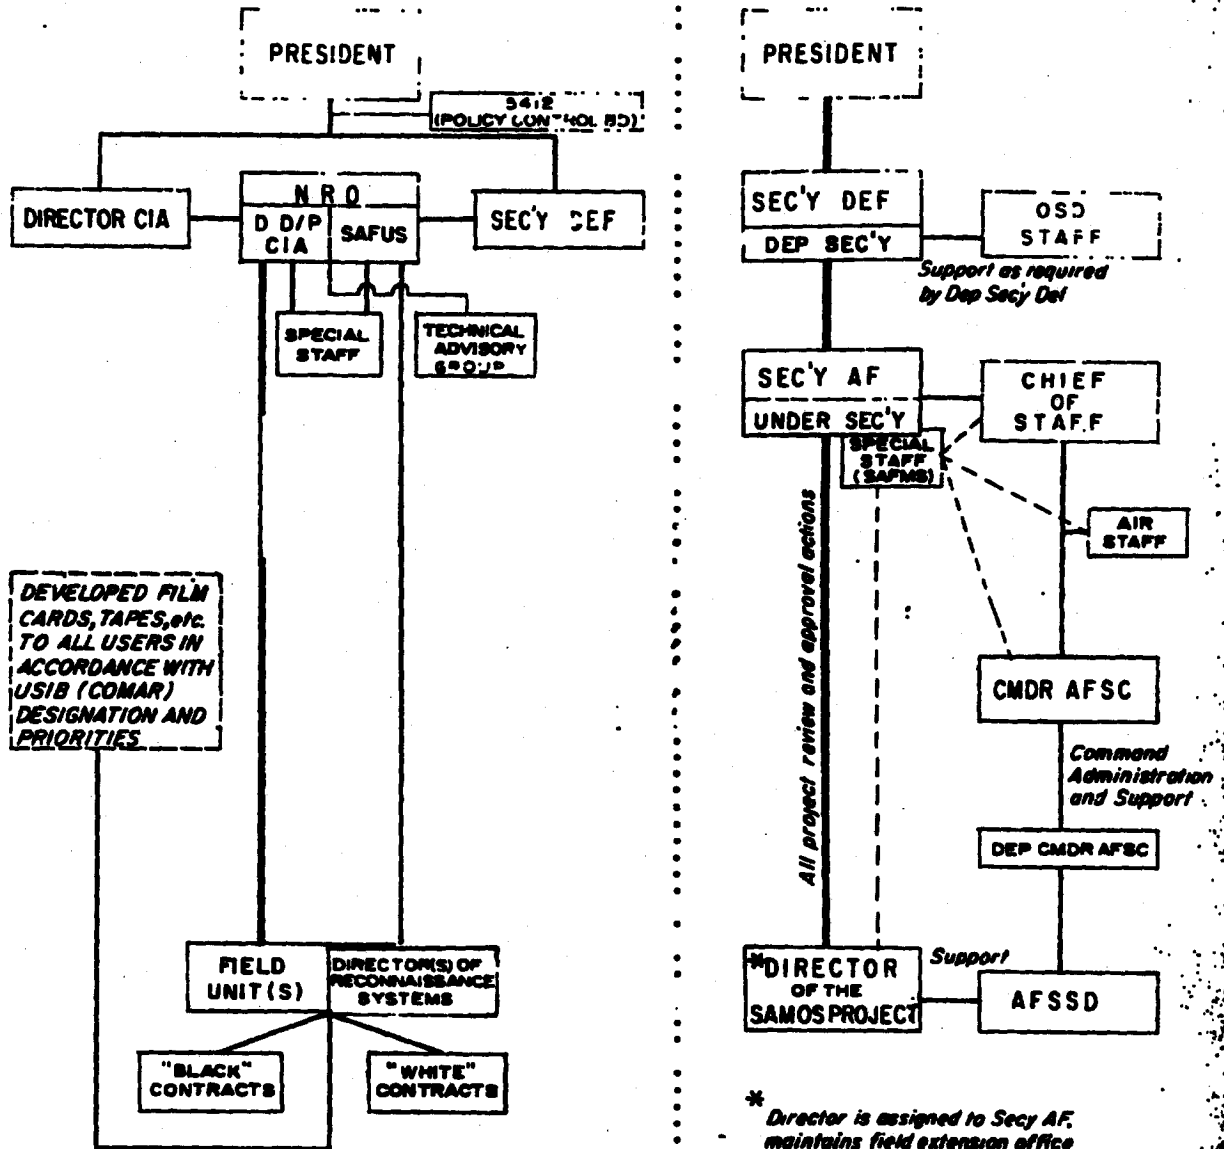 PRESIDENT
5412
(POLICY CONTROL BD)
DIRECTOR CIA
N R O
D D/P
CIA
SAFUS
SEC'Y DEF
SPECIAL
STAFF
TECHNICAL
ADVISORY
GROUP
DEVELOPED FILM
CARDS, TAPES, etc.
TO ALL USERS IN
ACCORDANCE WITH
USIB (COMAR)
DESIGNATION AND
PRIORITIES
FIELD
UNIT(S)
DIRECTOR(S) OF
RECONNAISSANCE
SYSTEMS
"BLACK"
CONTRACTS
"WHITE"
CONTRACTS
PRESIDENT
SEC'Y DEF
DEP SEC'Y
OSD
STAFF
Support as required
by Dep Sec'y Def
SEC'Y AF
UNDER SEC'Y
SPECIAL
STAFF
(SAFMS)
CHIEF
OF
STAFF
AIR
STAFF
All project review and approval actions
CMDR AFSC
Command
Administration
and Support
DEP CMDR AFSC
*DIRECTOR
OF THE
SAMOS PROJECT
Support
AFSSD
*
Director is assigned to Secy AF,
maintains field extension office